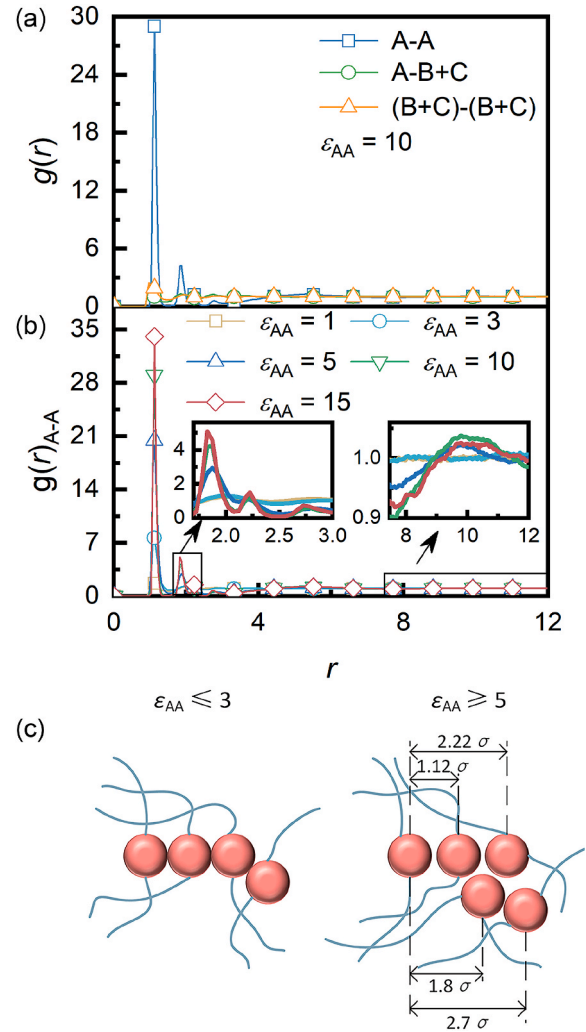 (a)
30
24
18
12
6
0
g(r)
A-A
A-B+C
(B+C)-(B+C)
εAA = 10
(b)
35
28
21
14
7
0
g(r)A-A
εAA = 1
εAA = 3
εAA = 5
εAA = 10
εAA = 15
4
2
0
2.0 2.5 3.0
1.0
0.9
8 10 12
0 4 8 12
r
εAA ⩽ 3
εAA ⩾ 5
(c)
2.22 σ
1.12 σ
1.8 σ
2.7 σ